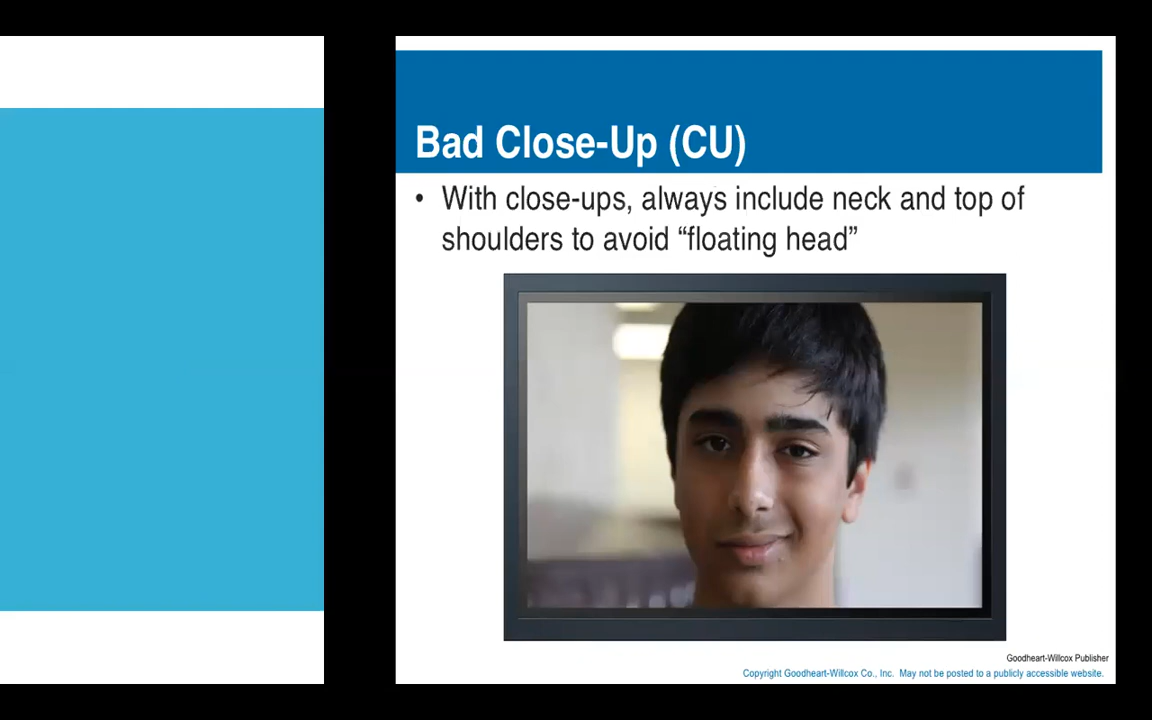 Bad Close-Up (CU)
• With close-ups, always include neck and top of
shoulders to avoid “floating head”
Goodheart-Willcox Publisher
Copyright Goodheart-Willcox Co., Inc. May not be posted to a publicly accessible website.